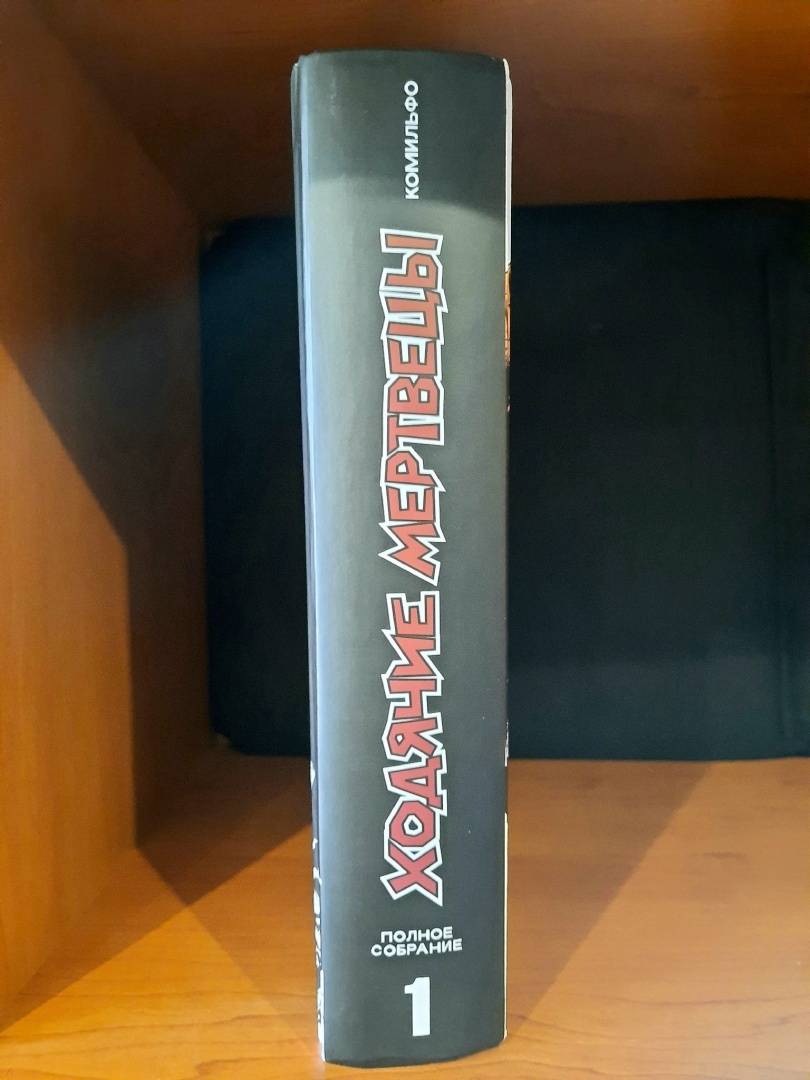 КОМИЛЬФО
ХОДЯЧИЕ МЕРТВЕЦЫ
ПОЛНОЕ
СОБРАНИЕ
1